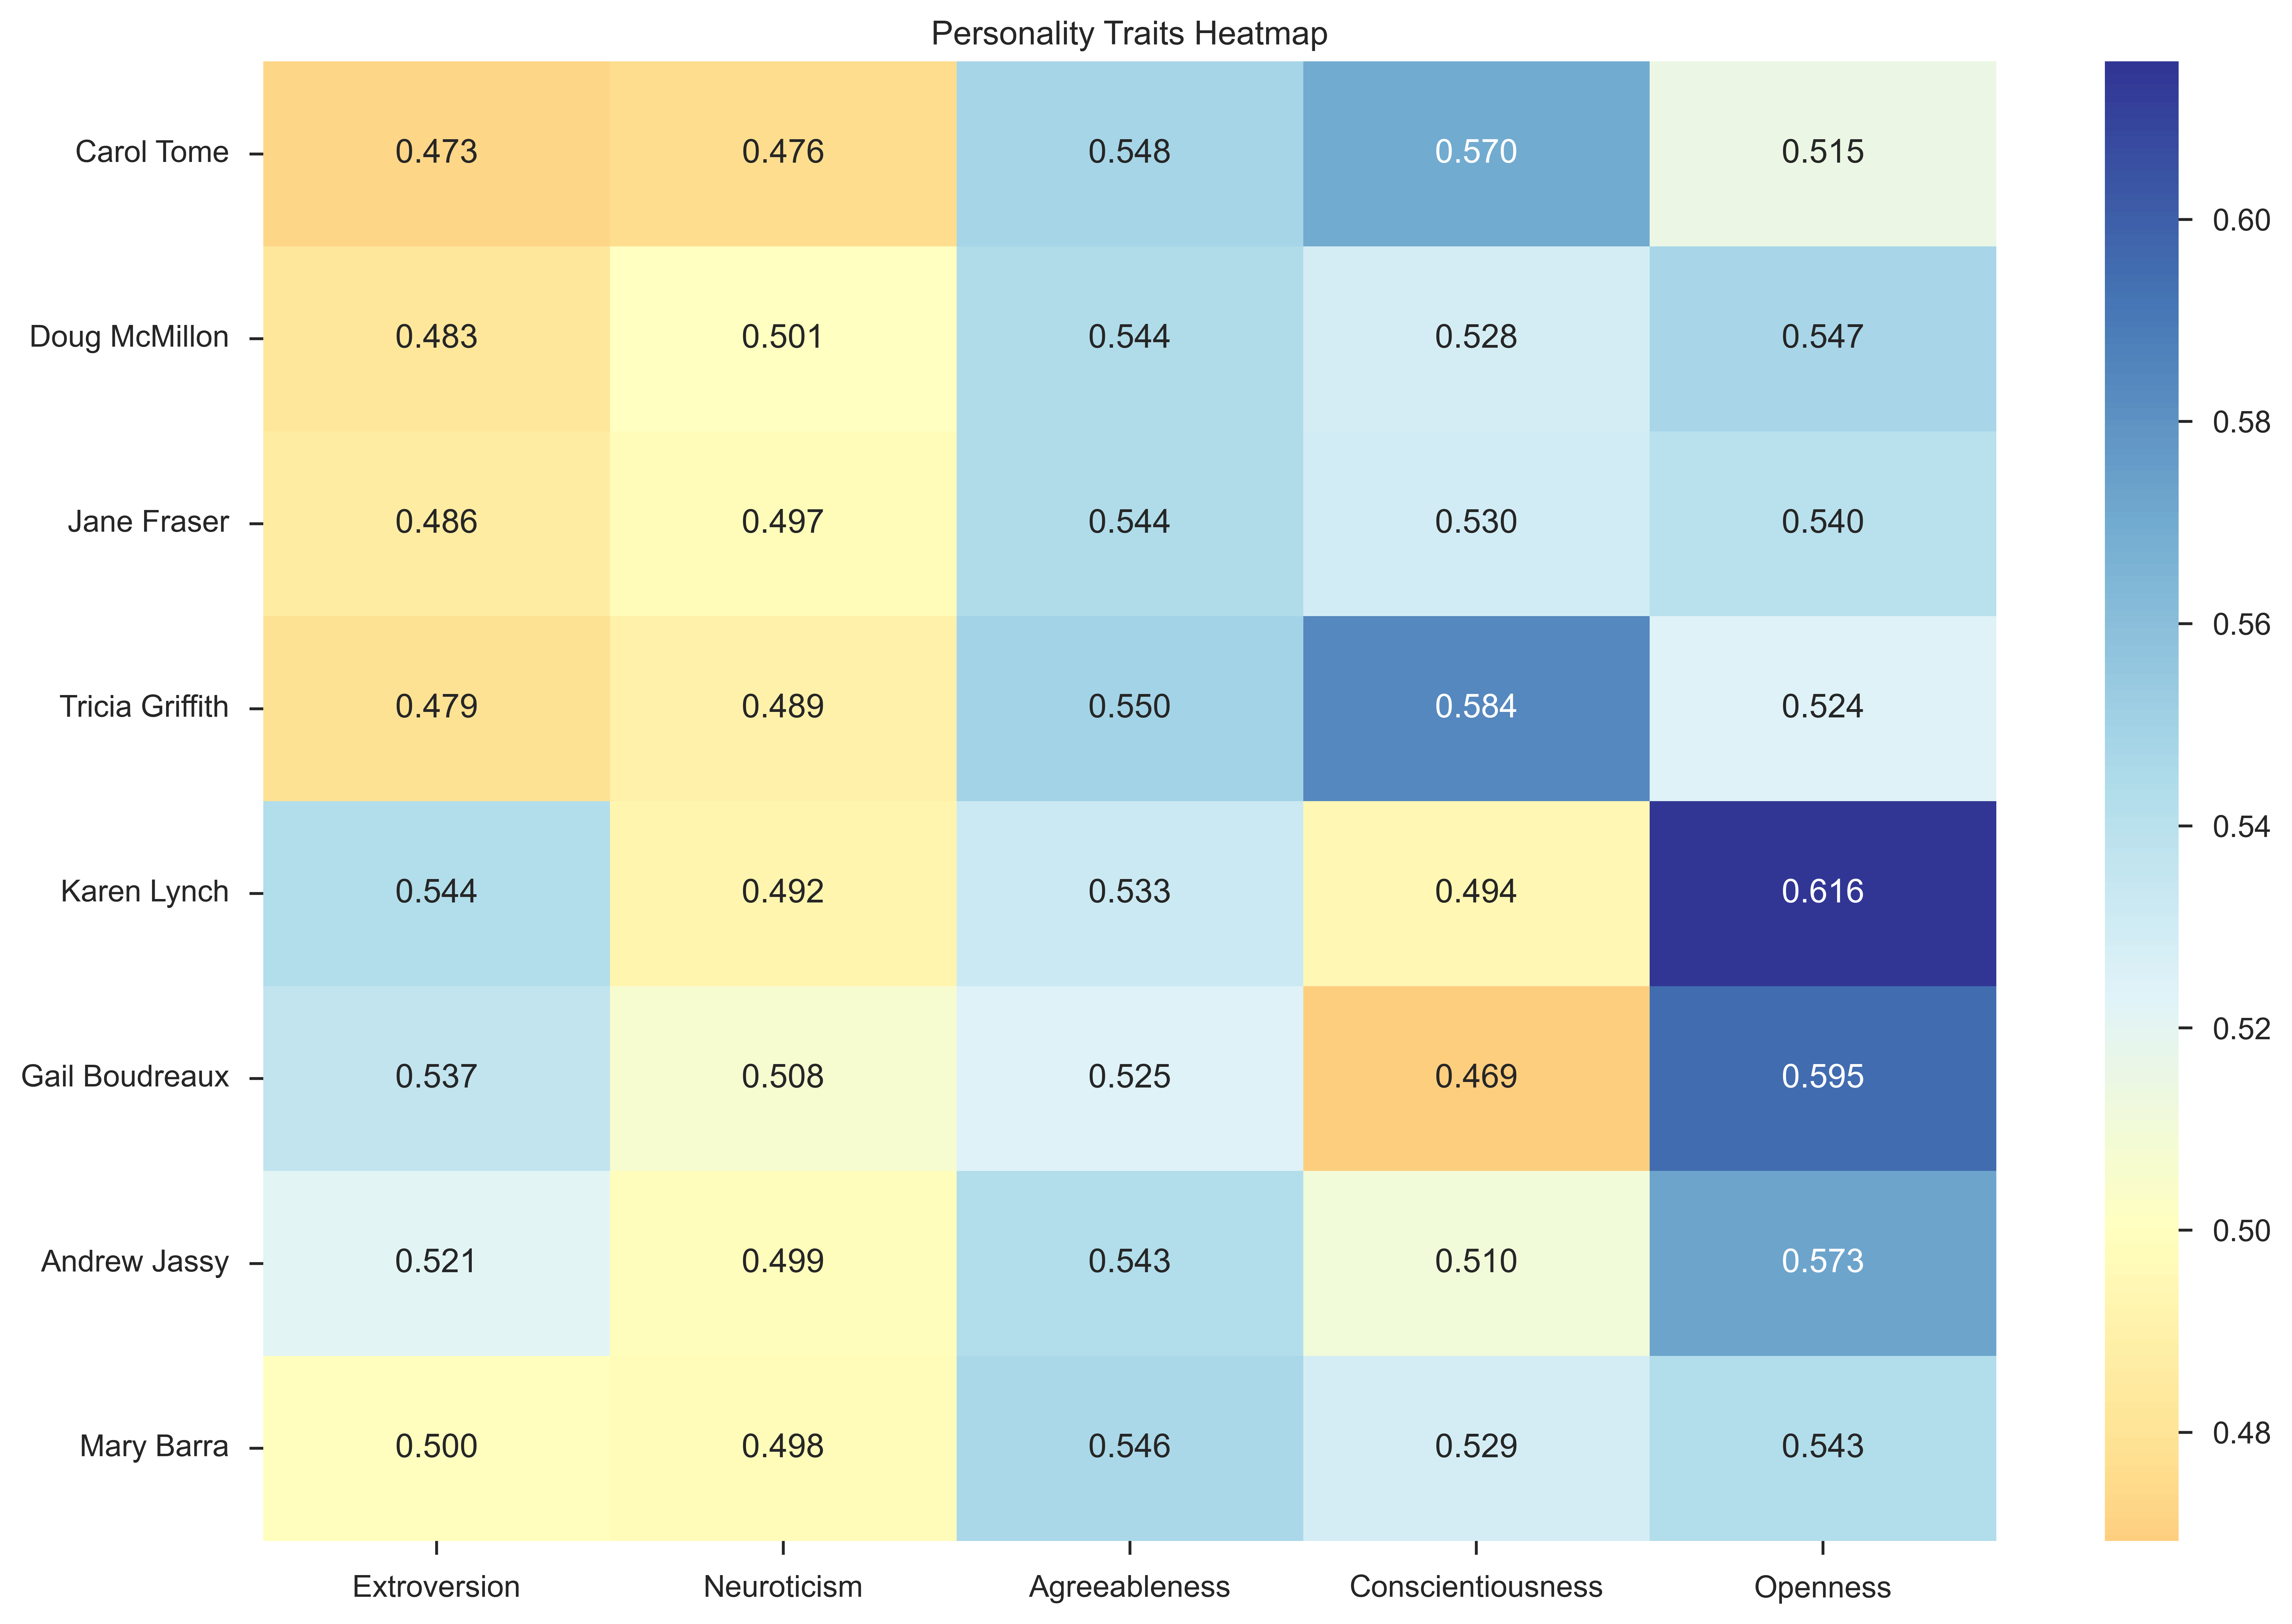 Personality Traits Heatmap
Carol Tome 0.473 0.476 0.548 0.570 0.515
Doug McMillon 0.483 0.501 0.544 0.528 0.547
Jane Fraser 0.486 0.497 0.544 0.530 0.540
Tricia Griffith 0.479 0.489 0.550 0.584 0.524
Karen Lynch 0.544 0.492 0.533 0.494 0.616
Gail Boudreaux 0.537 0.508 0.525 0.469 0.595
Andrew Jassy 0.521 0.499 0.543 0.510 0.573
Mary Barra 0.500 0.498 0.546 0.529 0.543
Extroversion Neuroticism Agreeableness Conscientiousness Openness
0.60
0.58
0.56
0.54
0.52
0.50
0.48